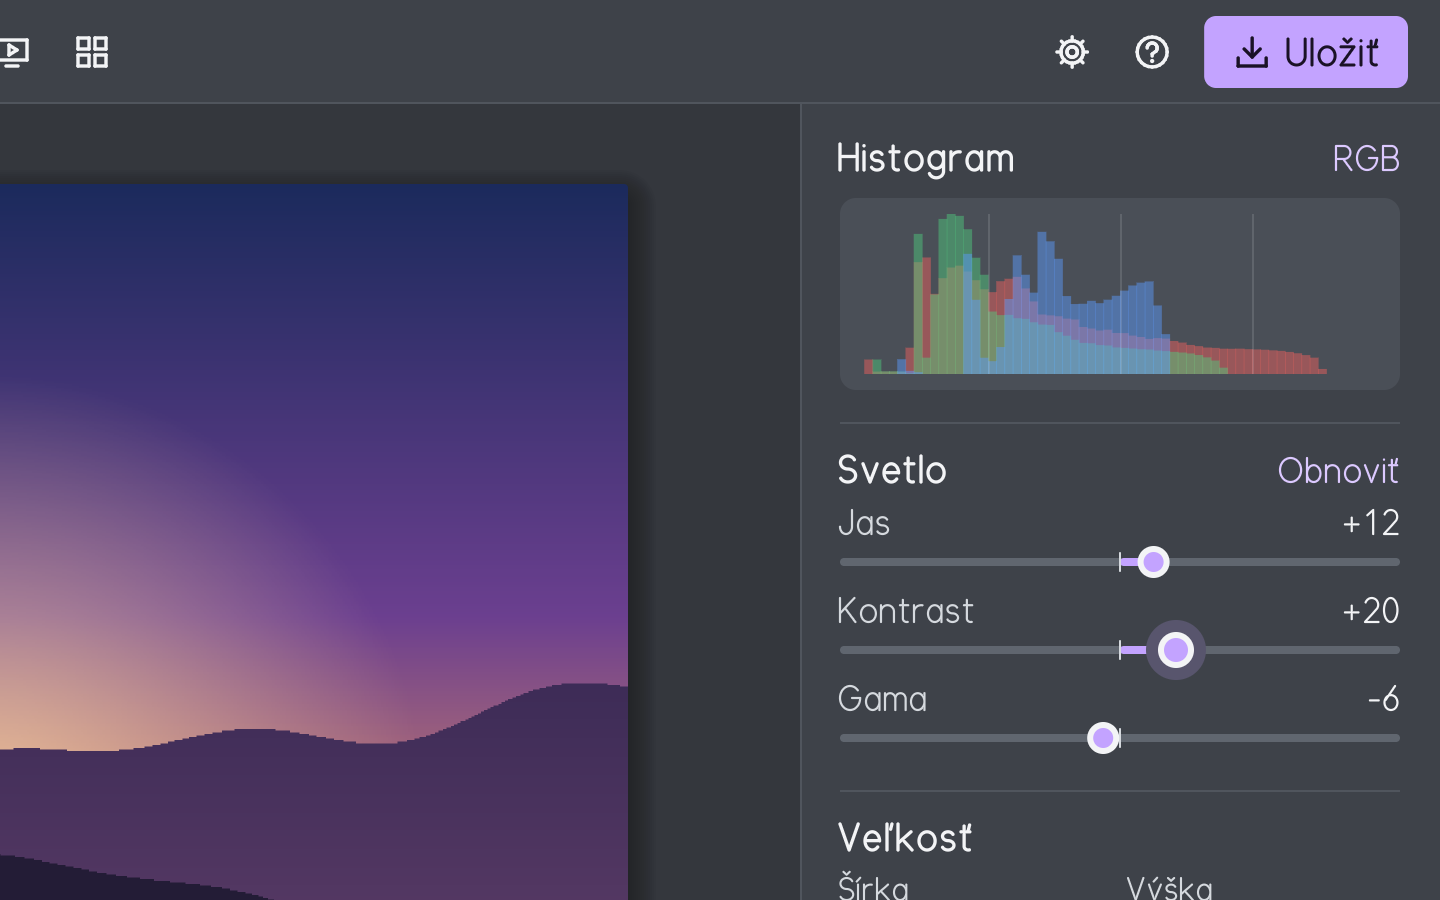 Uložiť
Histogram RGB
Svetlo Obnoviť
Jas +12
Kontrast +20
Gama -6
Veľkosť
Šírka Výška